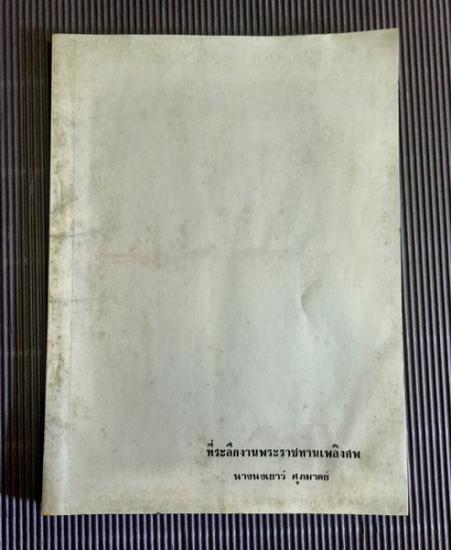 ที่ระลึกงานพระราชทานเพลิงศพ
นางนงเยาว์ ศุภมาตย์